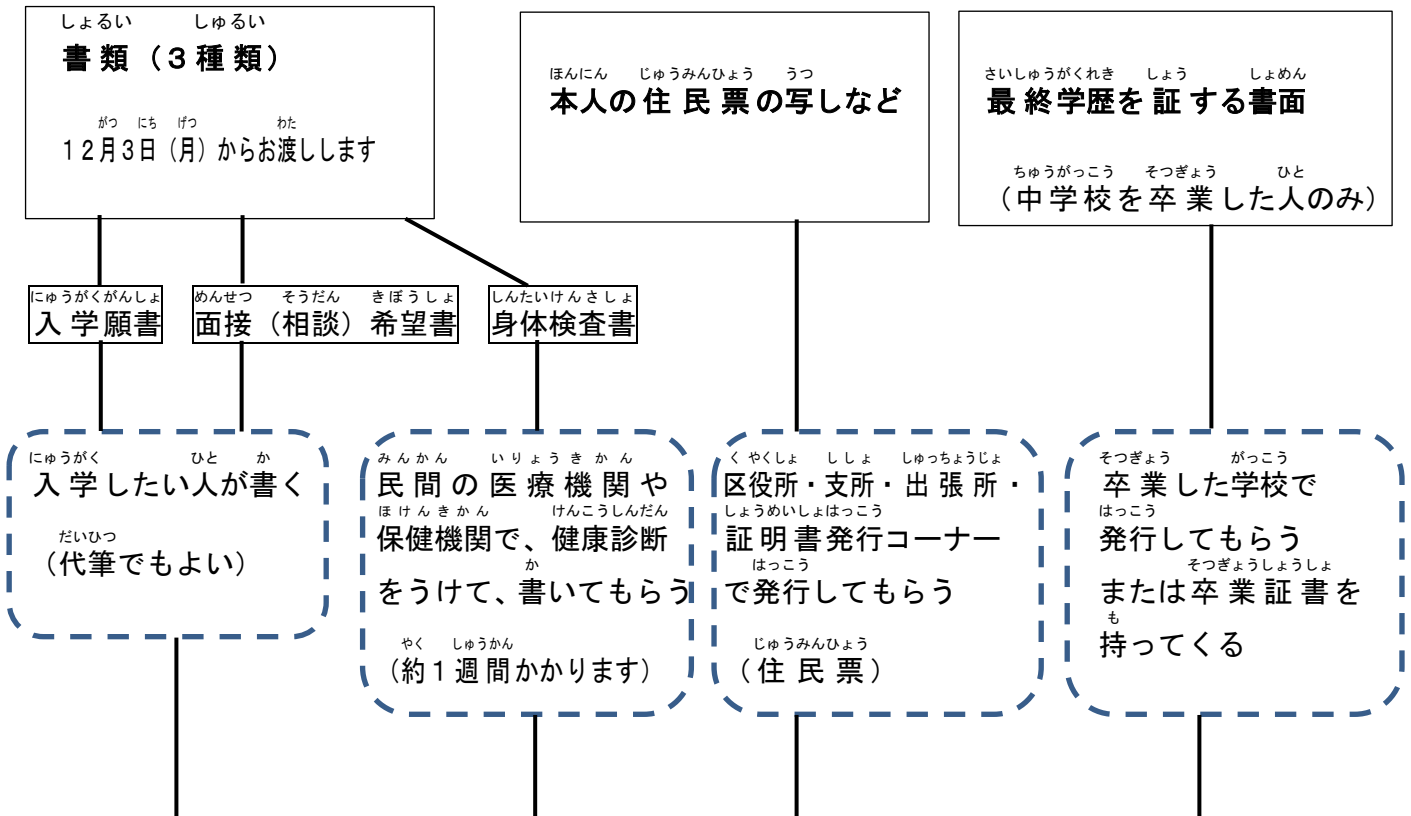 しょるい しゅるい
書類（３種類）
がつ にち げつ わた
１２月３日（月）からお渡しします
ほんにん じゅうみんひょう うつ
本人の住民票の写しなど
さいしゅうがくれき しょう しょめん
最終学歴を証する書面
ちゅうがっこう そつぎょう ひと
（中学校を卒業した人のみ）
にゅうがくがんしょ
入学願書
めんせつ そうだん きぼうしょ
面接（相談）希望書
しんたいけんさしょ
身体検査書
にゅうがく ひと か
入学したい人が書く
だいひつ
（代筆でもよい）
みんかん いりょうきかん
民間の医療機関や
ほけんきかん けんこうしんだん
保健機関で、健康診断
か
をうけて、書いてもらう
やく しゅうかん
（約１週間かかります）
くやくしょ ししょ しゅっちょうじょ
区役所・支所・出張所・
しょうめいしょはっこう
証明書発行コーナー
はっこう
で発行してもらう
じゅうみんひょう
（住民票）
そつぎょう がっこう
卒業した学校で
はっこう
発行してもらう
そつぎょうしょうしょ
または卒業証書を
も
持ってくる